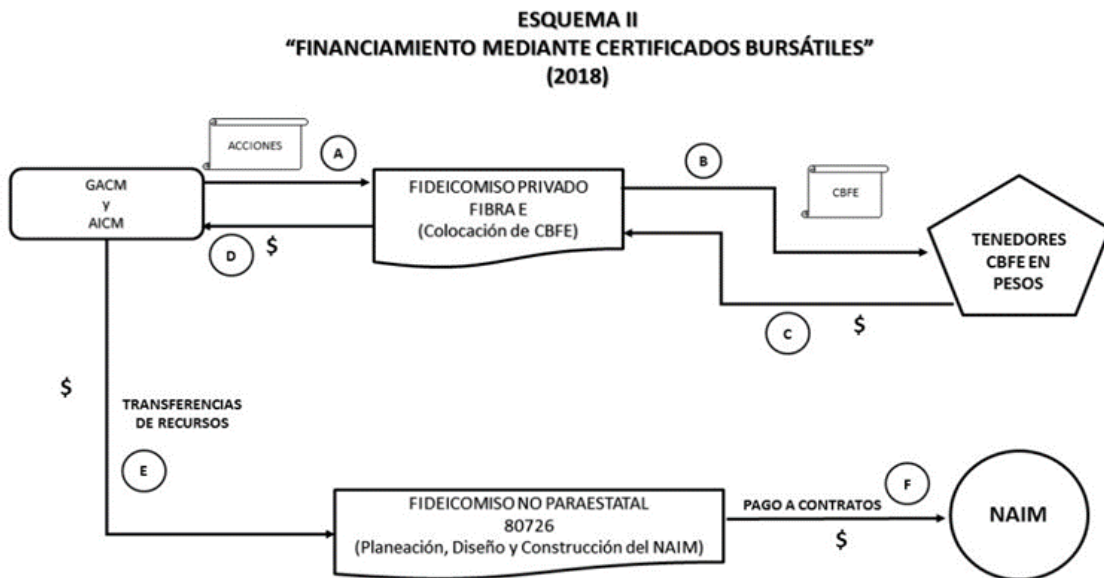 ESQUEMA II
“FINANCIAMIENTO MEDIANTE CERTIFICADOS BURSÁTILES”
(2018)
ACCIONES
A
B
GACM
y
AICM
FIDEICOMISO PRIVADO
FIBRA E
(Colocación de CBFE)
CBFE
TENEDORES
CBFE EN
PESOS
D
$
C
$
$
TRANSFERENCIAS
DE RECURSOS
E
FIDEICOMISO NO PARAESTATAL
80726
(Planeación, Diseño y Construcción del NAIM)
PAGO A CONTRATOS
F
$
NAIM